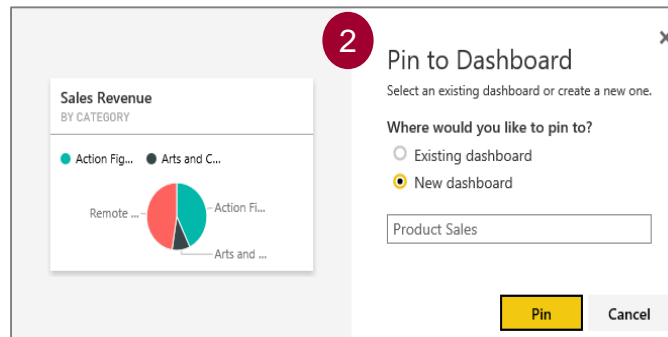 2
Pin to Dashboard
Select an existing dashboard or create a new one.
Where would you like to pin to?
Existing dashboard
New dashboard
Product Sales
Pin Cancel
Sales Revenue
BY CATEGORY
Action Fig... Arts and C...
Remote ... Action Fi...
Arts and ...